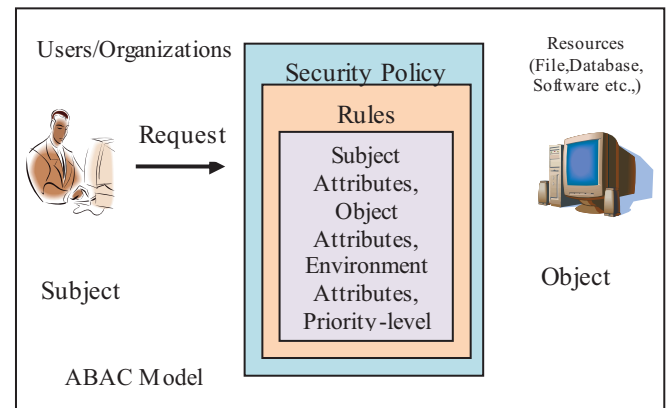 Users/Organizations
Security Policy
Resources
(File,Database,
Software etc.,)
Rules
Request
Subject
Attributes,
Object
Attributes,
Environment
Attributes,
Priority-level
Subject
Object
ABAC Model